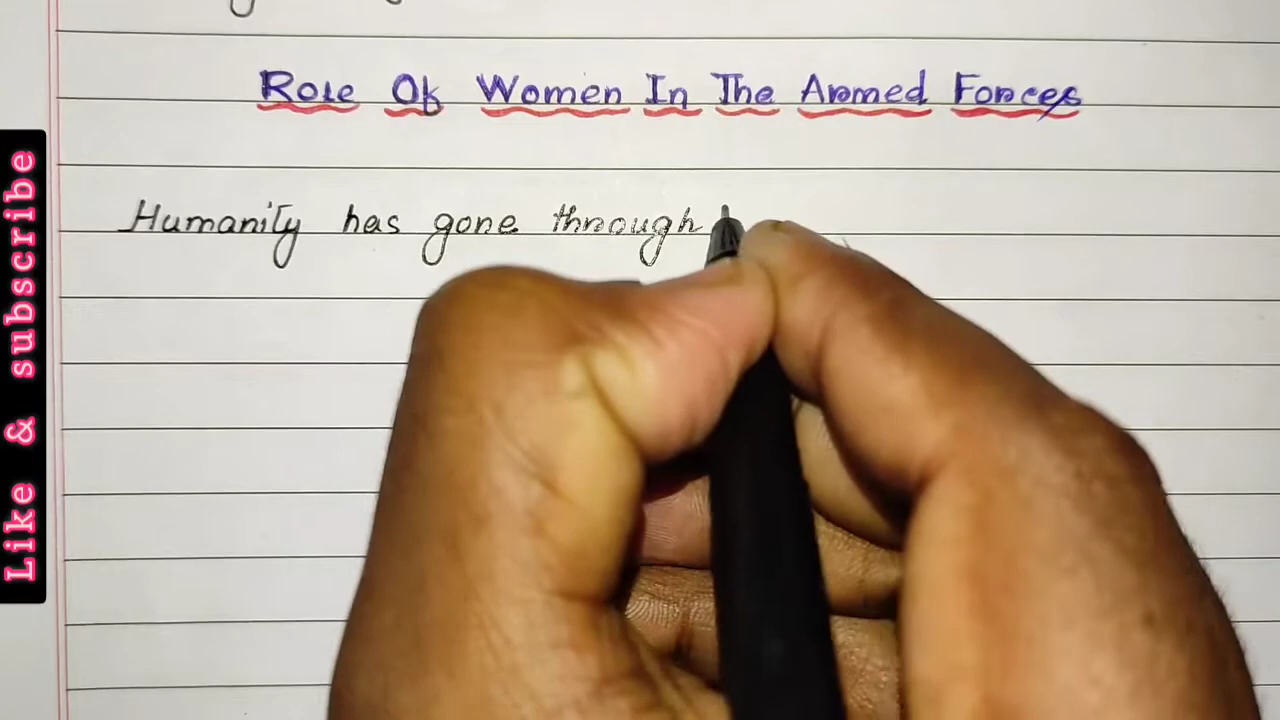 Role Of Women In The Armed Forces
Humanity has gone through
Like & subscribe